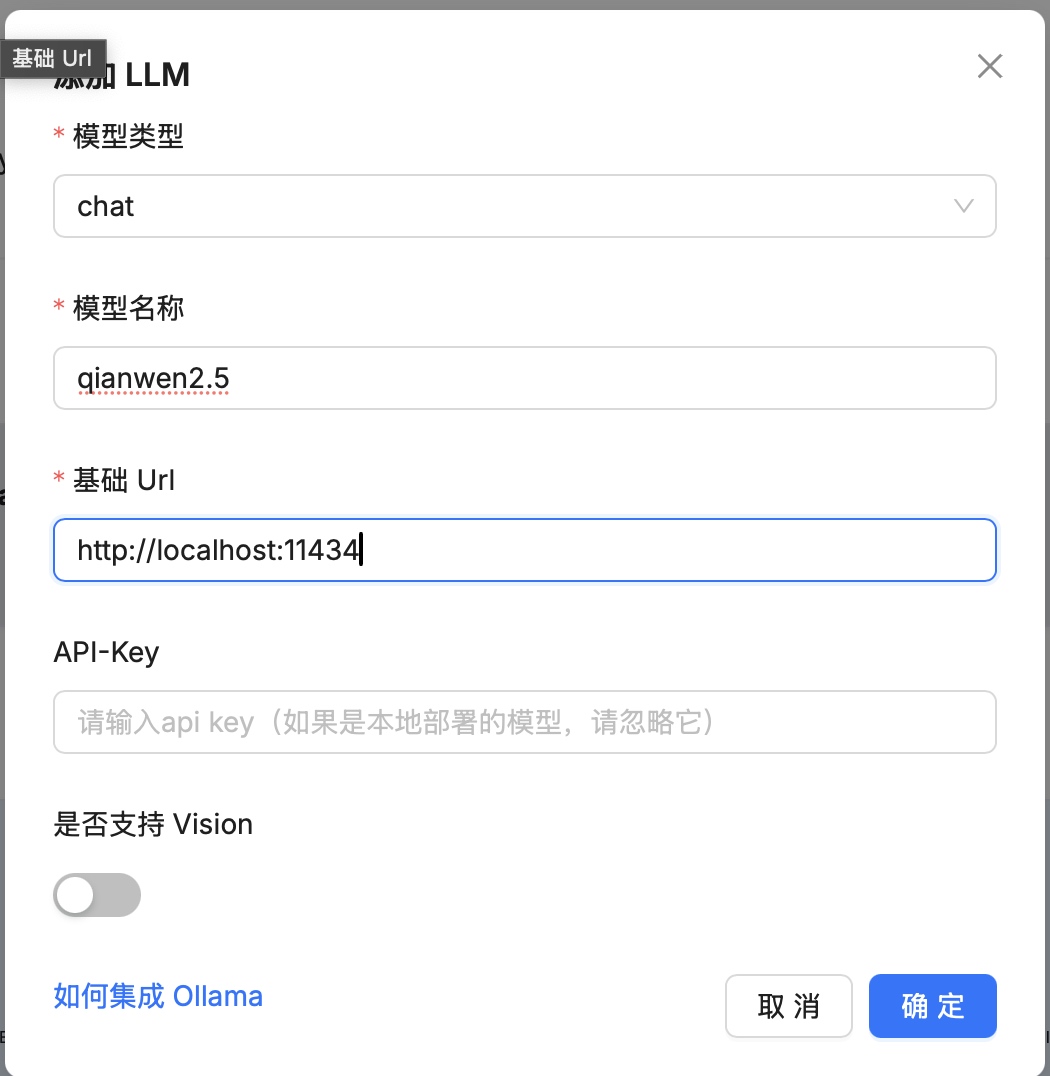 基础 Url
添加 LLM
* 模型类型
chat
* 模型名称
qianwen2.5
* 基础 Url
http://localhost:11434
API-Key
请输入api key（如果是本地部署的模型，请忽略它）
是否支持 Vision
如何集成 Ollama
取 消
确 定